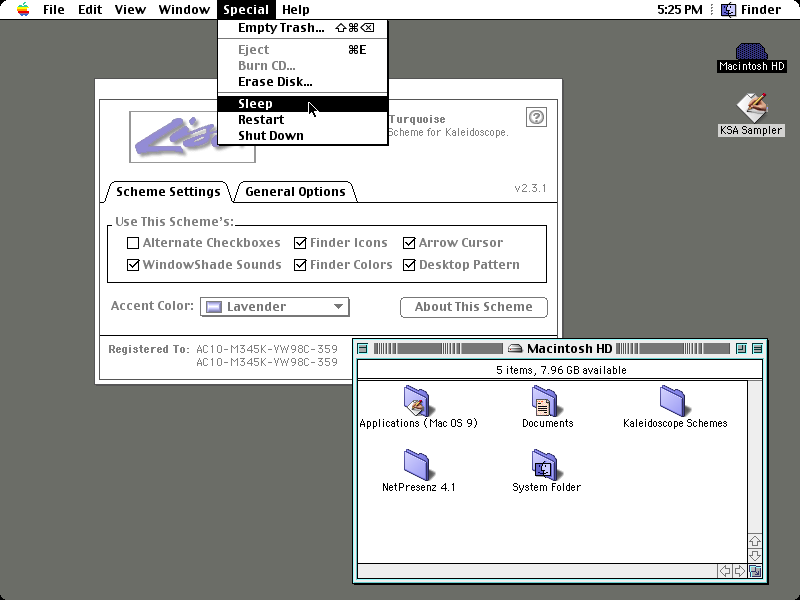 File Edit View Window Special Help 5:25 PM Finder
Empty Trash... ⇧⌘⌫
Eject ⌘E
Burn CD...
Erase Disk...
Sleep
Restart
Shut Down
Macintosh HD
KSA Sampler
Turquoise
Scheme for Kaleidoscope.
v2.3.1
Scheme Settings General Options
Use This Scheme's:
Alternate Checkboxes Finder Icons Arrow Cursor
WindowShade Sounds Finder Colors Desktop Pattern
Accent Color: Lavender About This Scheme
Registered To: AC10-M345K-VW98C-359
AC10-M345K-VW98C-359
Macintosh HD
5 items, 7.96 GB available
Applications (Mac OS 9) Documents Kaleidoscope Schemes
NetPresenz 4.1 System Folder